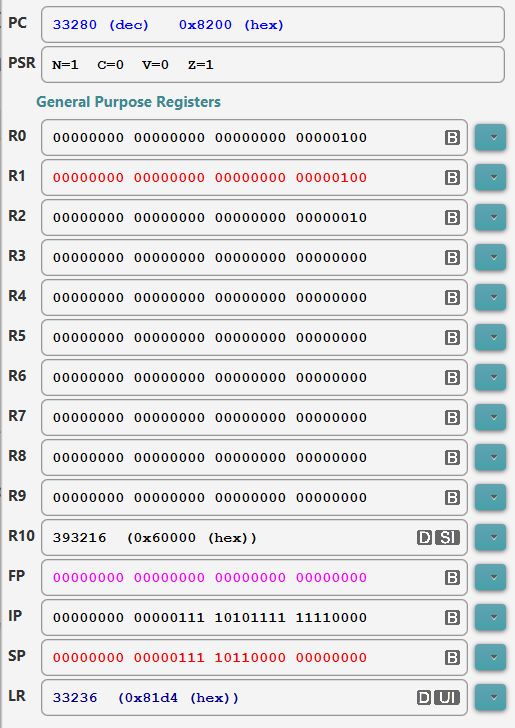 PC 33280 (dec) 0x8200 (hex)
PSR N=1 C=0 V=0 Z=1
General Purpose Registers
R0 00000000 00000000 00000000 00000100 B
R1 00000000 00000000 00000000 00000100 B
R2 00000000 00000000 00000000 00000010 B
R3 00000000 00000000 00000000 00000000 B
R4 00000000 00000000 00000000 00000000 B
R5 00000000 00000000 00000000 00000000 B
R6 00000000 00000000 00000000 00000000 B
R7 00000000 00000000 00000000 00000000 B
R8 00000000 00000000 00000000 00000000 B
R9 00000000 00000000 00000000 00000000 B
R10 393216 (0x60000 (hex)) D SI
FP 00000000 00000000 00000000 00000000 B
IP 00000000 00000111 10101111 11110000 B
SP 00000000 00000111 10110000 00000000 B
LR 33236 (0x81d4 (hex)) D UI